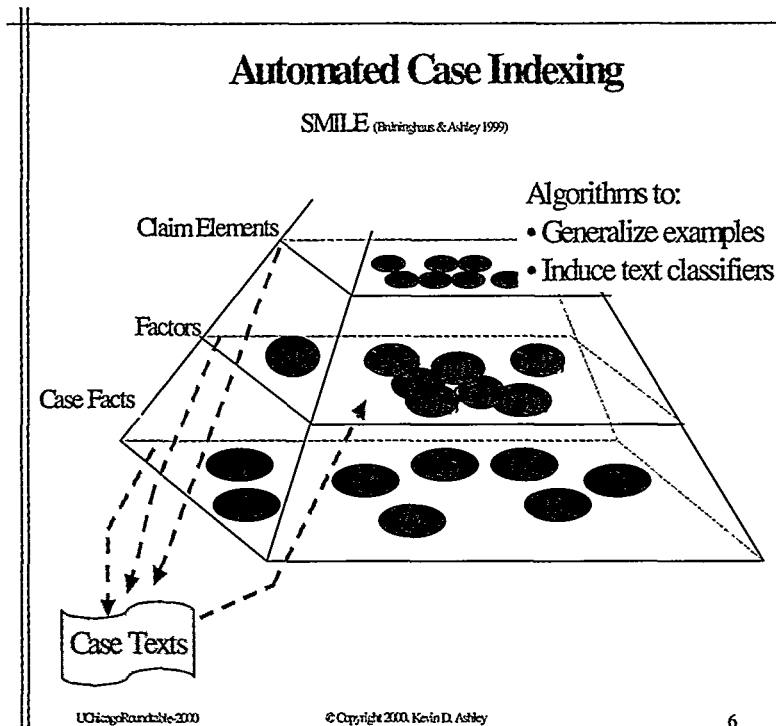 Automated Case Indexing
SMILE (Brüninghaus & Ashley 1999)
Algorithms to:
• Generalize examples
• Induce text classifiers
Claim Elements
Factors
Case Facts
Case Texts
UChicagoRoundtable-2000
© Copyright 2000, Kevin D. Ashley
6